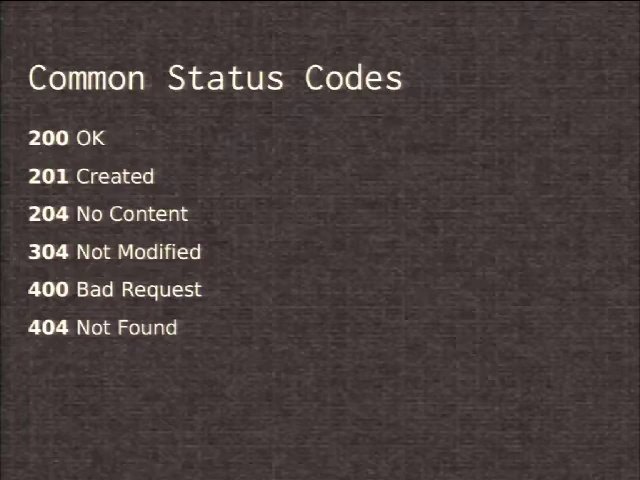 Common Status Codes
200 OK
201 Created
204 No Content
304 Not Modified
400 Bad Request
404 Not Found